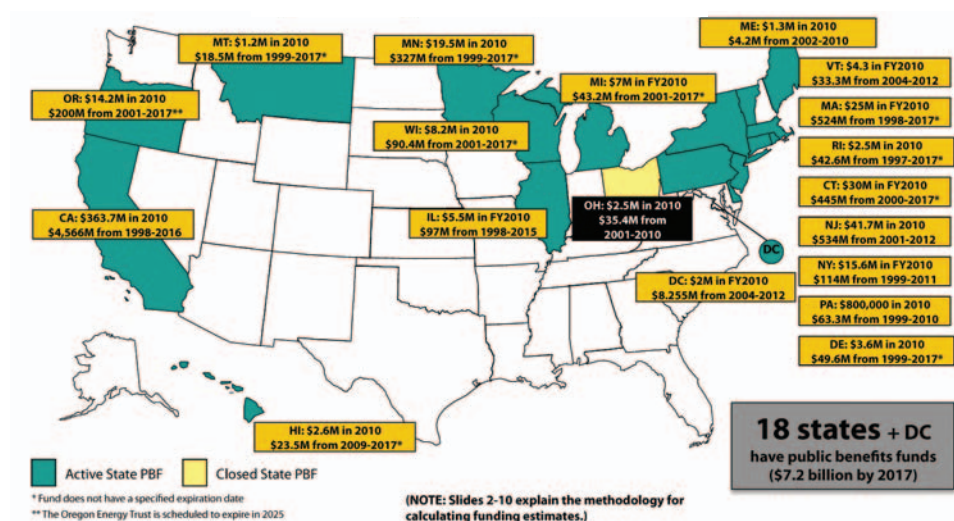 ME: $1.3M in 2010
$4.2M from 2002-2010
MT: $1.2M in 2010
$18.5M from 1999-2017*
MN: $19.5M in 2010
$327M from 1999-2017*
VT: $4.3 in FY2010
$33.3M from 2004-2012
MI: $7M in FY2010
$43.2M from 2001-2017*
OR: $14.2M in 2010
$200M from 2001-2017**
MA: $25M in FY2010
$524M from 1998-2017*
WI: $8.2M in 2010
$90.4M from 2001-2017*
RI: $2.5M in 2010
$42.6M from 1997-2017*
CT: $30M in FY2010
$445M from 2000-2017*
OH: $2.5M in 2010
$35.4M from
2001-2010
CA: $363.7M in 2010
$4,566M from 1998-2016
IL: $5.5M in FY2010
$97M from 1998-2015
NJ: $41.7M in 2010
$534M from 2001-2012
DC
NY: $15.6M in FY2010
$114M from 1999-2011
DC: $2M in FY2010
$8.255M from 2004-2012
PA: $800,000 in 2010
$63.3M from 1999-2010
DE: $3.6M in 2010
$49.6M from 1999-2017*
HI: $2.6M in 2010
$23.5M from 2009-2017*
18 states + DC
have public benefits funds
($7.2 billion by 2017)
Active State PBF
Closed State PBF
* Fund does not have a specified expiration date
** The Oregon Energy Trust is scheduled to expire in 2025
(NOTE: Slides 2-10 explain the methodology for
calculating funding estimates.)